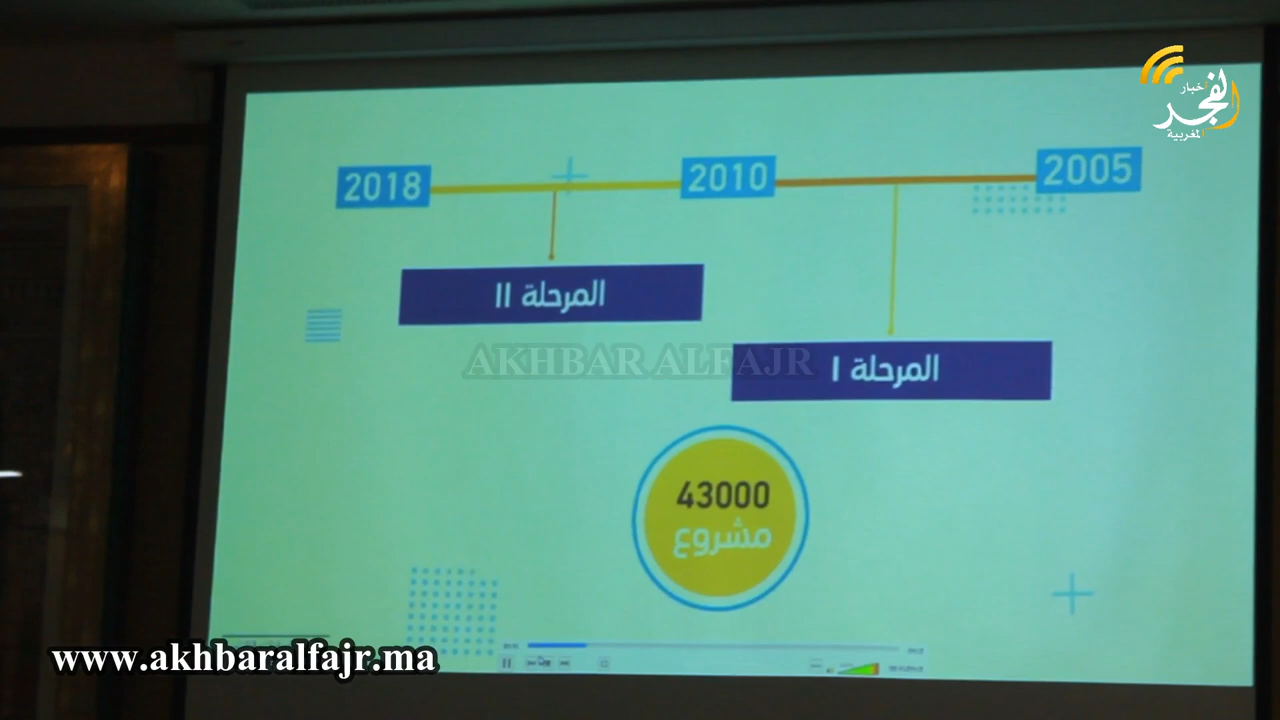 أخبار
الفجر
المغربية
2018 2010 2005
المرحلة II
المرحلة I
AKHBAR ALFAJR
43000
مشروع
www.akhbaralfajr.ma